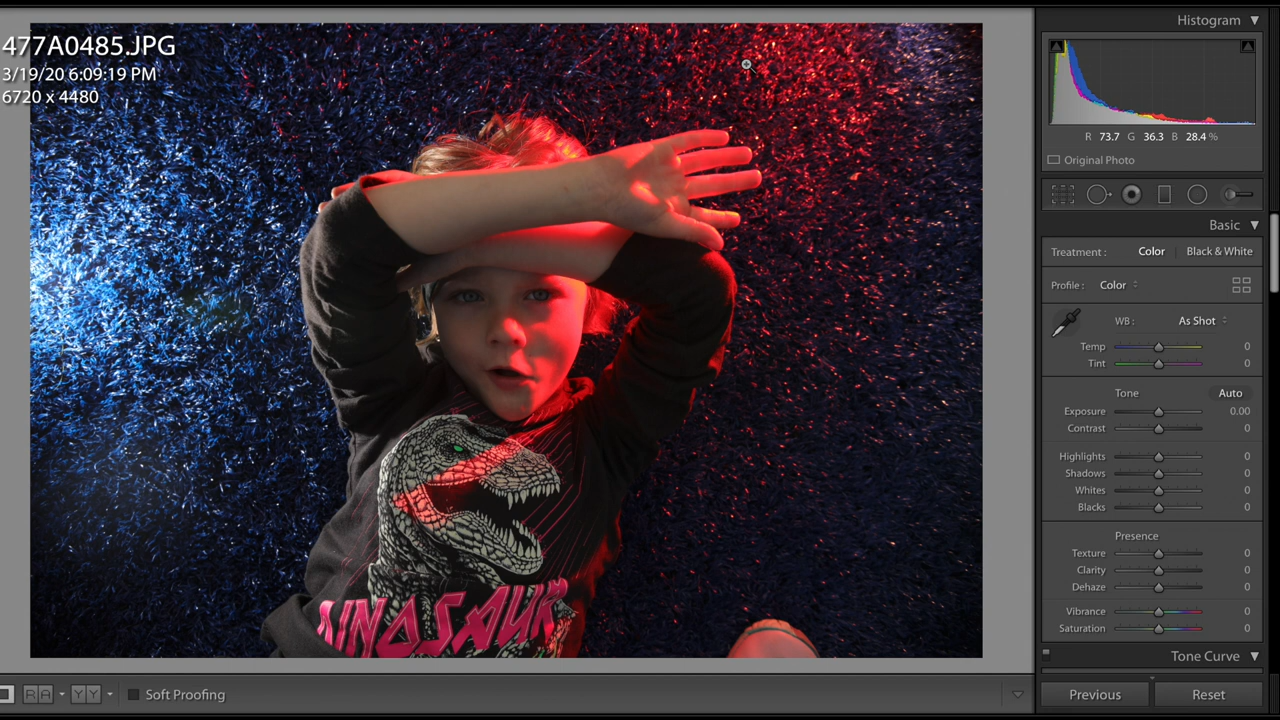 477A0485.JPG
3/19/20 6:09:19 PM
6720 x 4480
DINOSAUR
Histogram
R 73.7 G 36.3 B 28.4 %
Original Photo
Basic
Treatment : Color Black & White
Profile : Color
WB : As Shot
Temp 0
Tint 0
Tone Auto
Exposure 0.00
Contrast 0
Highlights 0
Shadows 0
Whites 0
Blacks 0
Presence
Texture 0
Clarity 0
Dehaze 0
Vibrance 0
Saturation 0
Tone Curve
R A Y Y Soft Proofing
Previous Reset